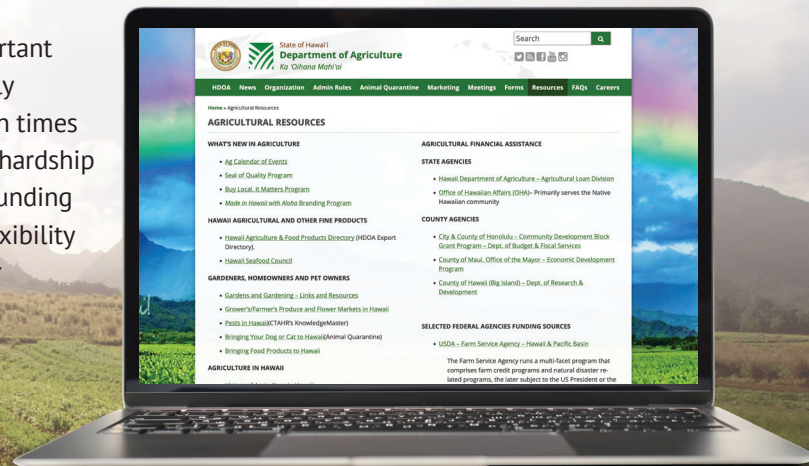 rtant
ly
n times
hardship
unding
xibility
State of Hawai'i
Department of Agriculture
Ka 'Oihana Mahi'ai
Search
HDOA News Organization Admin Rules Animal Quarantine Marketing Meetings Forms Resources FAQs Careers
Home » Agricultural Resources
AGRICULTURAL RESOURCES
WHAT'S NEW IN AGRICULTURE
• Ag Calendar of Events
• Seal of Quality Program
• Buy Local, It Matters Program
• Made in Hawaii with Aloha Branding Program
HAWAII AGRICULTURAL AND OTHER FINE PRODUCTS
• Hawaii Agriculture & Food Products Directory (HDOA Export
Directory).
• Hawaii Seafood Council
GARDENERS, HOMEOWNERS AND PET OWNERS
• Gardens and Gardening – Links and Resources
• Grower's/Farmer's Produce and Flower Markets in Hawaii
• Pests in Hawaii(CTAHR's KnowledgeMaster)
• Bringing Your Dog or Cat to Hawaii(Animal Quarantine)
• Bringing Food Products to Hawaii
AGRICULTURE IN HAWAII
AGRICULTURAL FINANCIAL ASSISTANCE
STATE AGENCIES
• Hawaii Department of Agriculture – Agricultural Loan Division
• Office of Hawaiian Affairs (OHA)– Primarily serves the Native
Hawaiian community
COUNTY AGENCIES
• City & County of Honolulu – Community Development Block
Grant Program – Dept. of Budget & Fiscal Services
• County of Maui, Office of the Mayor – Economic Development
Program
• County of Hawaii (Big Island) – Dept. of Research &
Development
SELECTED FEDERAL AGENCIES FUNDING SOURCES
• USDA – Farm Service Agency – Hawaii & Pacific Basin
The Farm Service Agency runs a multi-facet program that
comprises farm credit programs and natural disaster re-
lated programs, the later subject to the US President or the